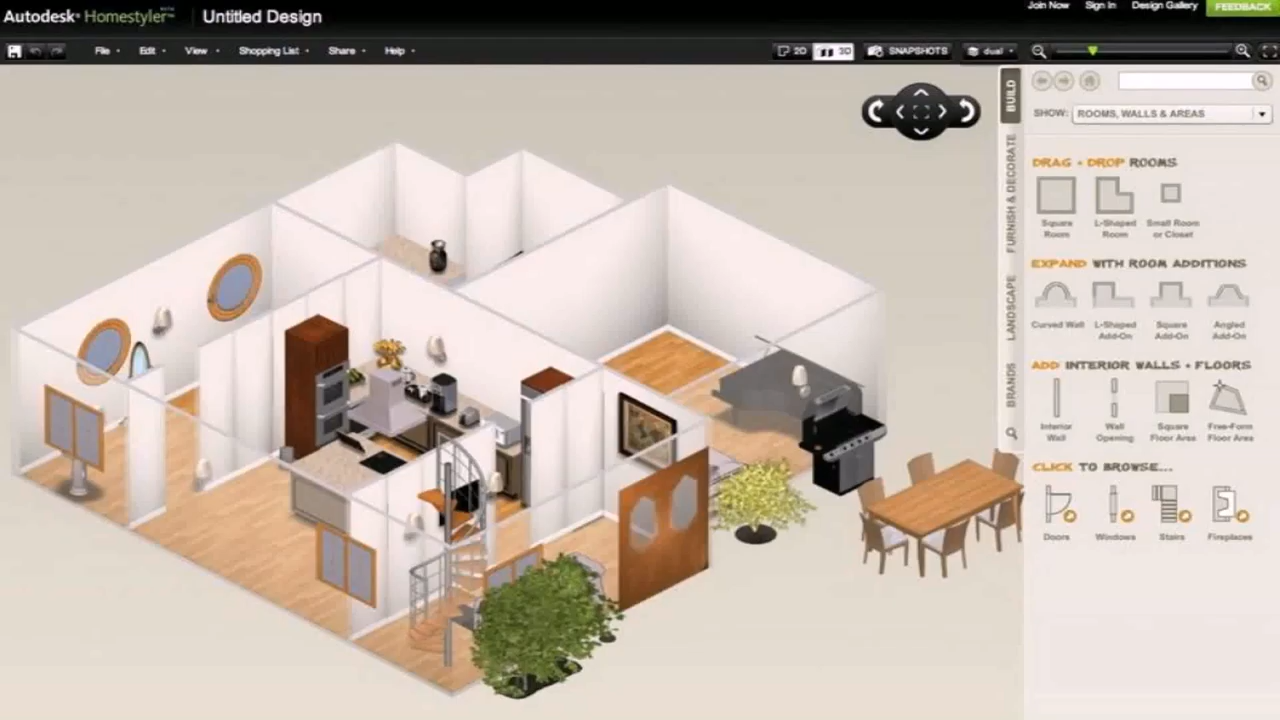 Autodesk® Homestyler™ BETA Untitled Design
Join Now Sign In Design Gallery FEEDBACK
File Edit View Shopping List Share Help
2D 3D SNAPSHOTS dual
BUILD
FURNISH & DECORATE
LANDSCAPE
BRANDS
SHOW: ROOMS, WALLS & AREAS
DRAG + DROP ROOMS
Square Room
L-Shaped Room
Small Room or Closet
EXPAND WITH ROOM ADDITIONS
Curved Wall
L-Shaped Add-On
Square Add-On
Angled Add-On
ADD INTERIOR WALLS + FLOORS
Interior Wall
Wall Opening
Square Floor Area
Free-Form Floor Area
CLICK TO BROWSE...
Doors Windows Stairs Fireplaces